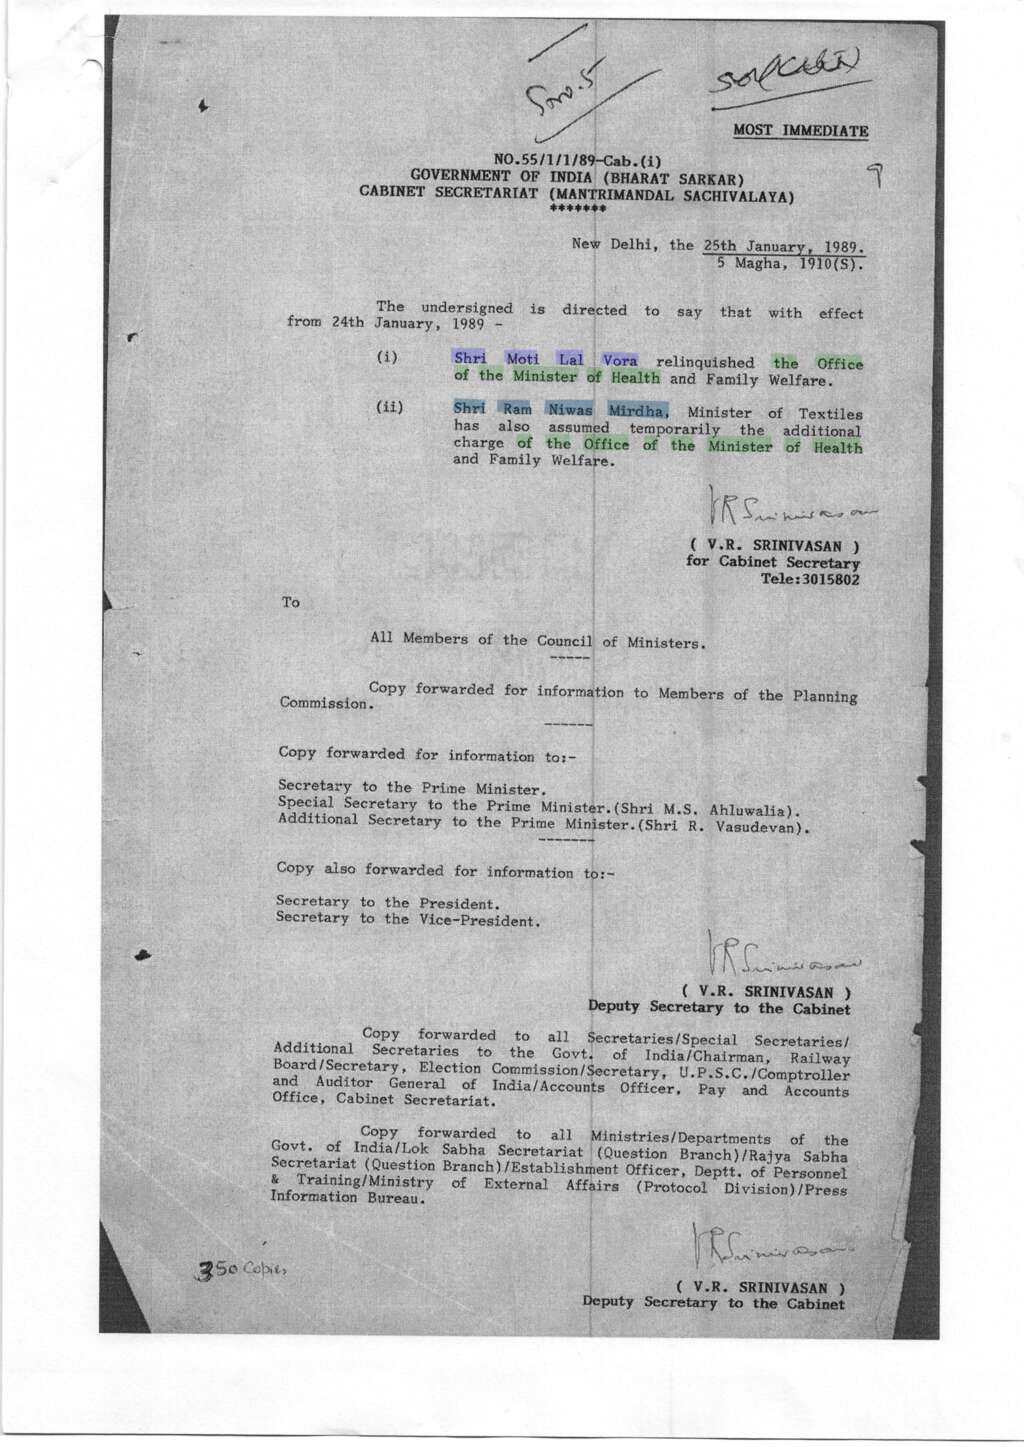 S.no.5
MOST IMMEDIATE
NO.55/1/1/89-Cab.(i)
GOVERNMENT OF INDIA (BHARAT SARKAR)
CABINET SECRETARIAT (MANTRIMANDAL SACHIVALAYA)
*******
9
New Delhi, the 25th January, 1989.
5 Magha, 1910(S).
The undersigned is directed to say that with effect
from 24th January, 1989 -
(i) Shri Moti Lal Vora relinquished the Office
of the Minister of Health and Family Welfare.
(ii) Shri Ram Niwas Mirdha, Minister of Textiles
has also assumed temporarily the additional
charge of the Office of the Minister of Health
and Family Welfare.
VRSrinivasan
( V.R. SRINIVASAN )
for Cabinet Secretary
Tele:3015802
To
All Members of the Council of Ministers.
-----
Copy forwarded for information to Members of the Planning
Commission.
------
Copy forwarded for information to:-
Secretary to the Prime Minister.
Special Secretary to the Prime Minister.(Shri M.S. Ahluwalia).
Additional Secretary to the Prime Minister.(Shri R. Vasudevan).
-------
Copy also forwarded for information to:-
Secretary to the President.
Secretary to the Vice-President.
VRSrinivasan
( V.R. SRINIVASAN )
Deputy Secretary to the Cabinet
Copy forwarded to all Secretaries/Special Secretaries/
Additional Secretaries to the Govt. of India/Chairman, Railway
Board/Secretary, Election Commission/Secretary, U.P.S.C./Comptroller
and Auditor General of India/Accounts Officer, Pay and Accounts
Office, Cabinet Secretariat.
Copy forwarded to all Ministries/Departments of the
Govt. of India/Lok Sabha Secretariat (Question Branch)/Rajya Sabha
Secretariat (Question Branch)/Establishment Officer, Deptt. of Personnel
& Training/Ministry of External Affairs (Protocol Division)/Press
Information Bureau.
VRSrinivasan
350 Copies
( V.R. SRINIVASAN )
Deputy Secretary to the Cabinet